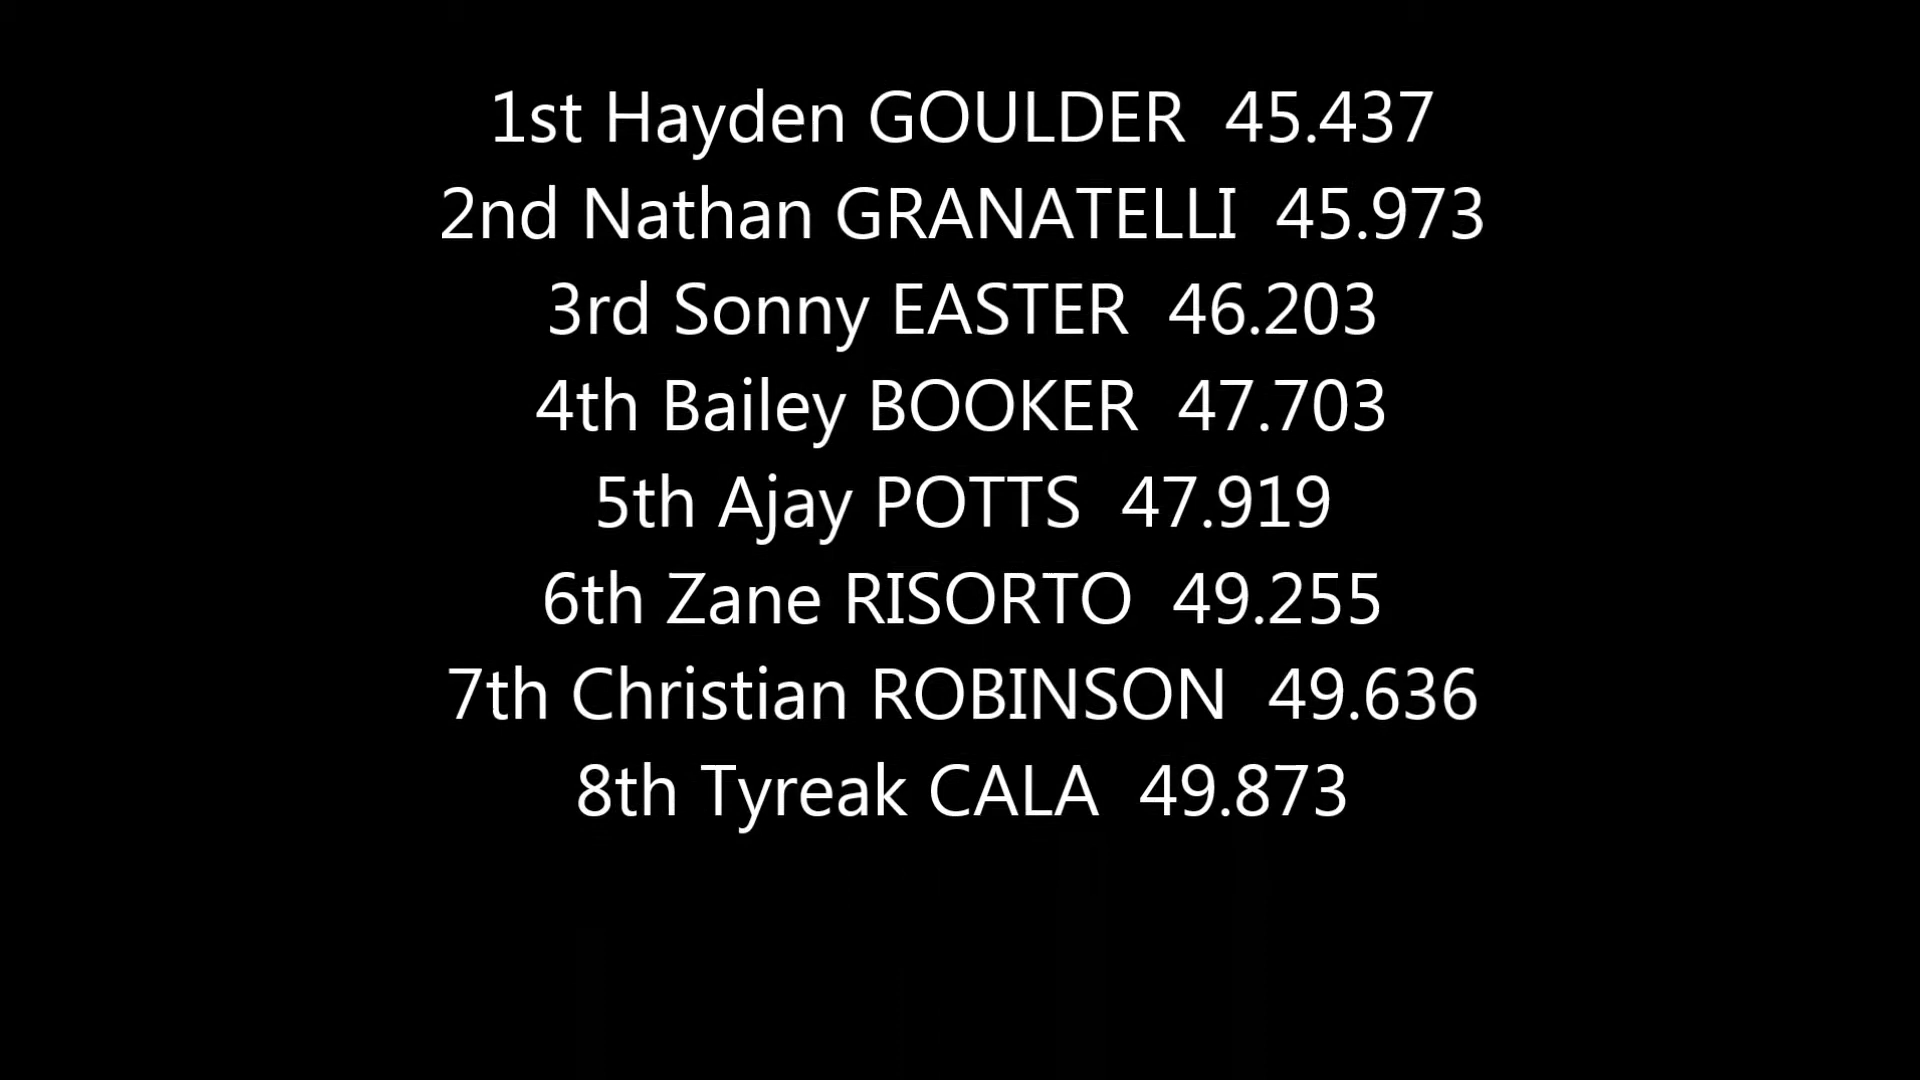 1st Hayden GOULDER  45.437
2nd Nathan GRANATELLI  45.973
3rd Sonny EASTER  46.203
4th Bailey BOOKER  47.703
5th Ajay POTTS  47.919
6th Zane RISORTO  49.255
7th Christian ROBINSON  49.636
8th Tyreak CALA  49.873